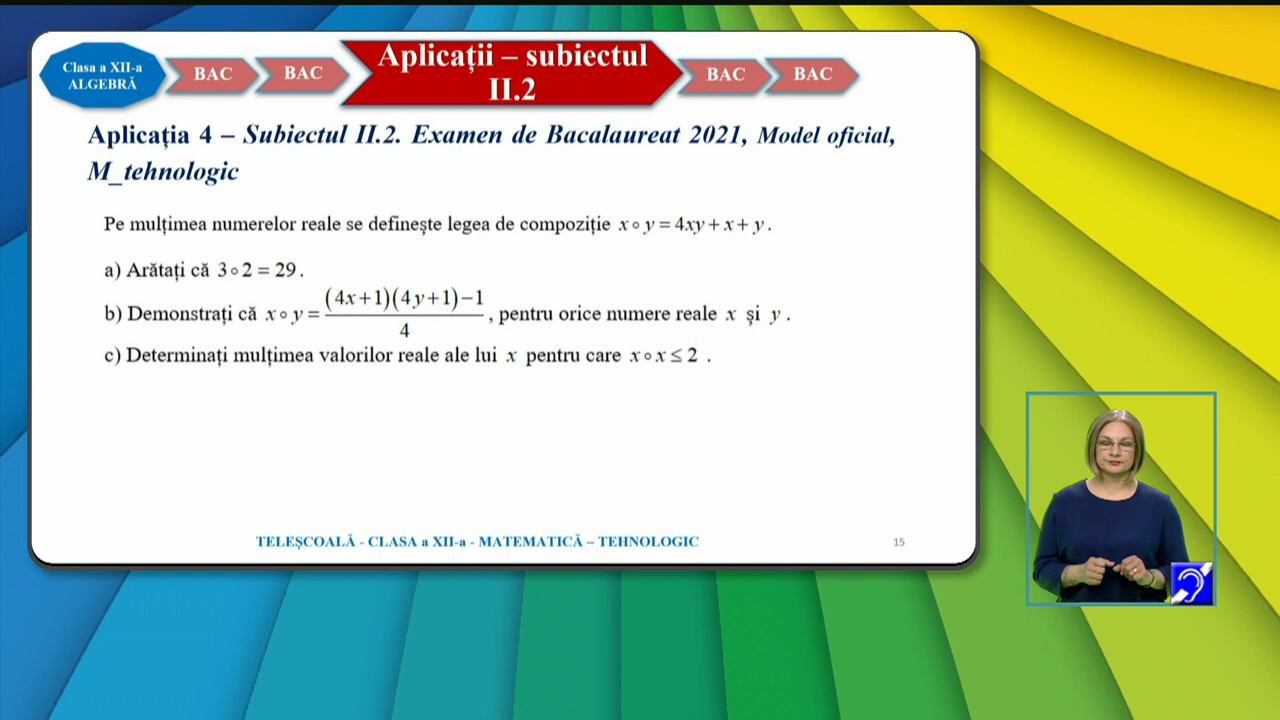 Clasa a XII-a
ALGEBRĂ
BAC
BAC
Aplicații – subiectul
II.2
BAC
BAC
Aplicația 4 – Subiectul II.2. Examen de Bacalaureat 2021, Model oficial,
M_tehnologic
Pe mulțimea numerelor reale se definește legea de compoziție x∘y=4xy+x+y.
a) Arătați că 3∘2=29.
b) Demonstrați că x∘y=((4x+1)(4y+1)−1)/4, pentru orice numere reale x și y.
c) Determinați mulțimea valorilor reale ale lui x pentru care x∘x≤2.
TELEȘCOALĂ - CLASA a XII-a - MATEMATICĂ – TEHNOLOGIC
15